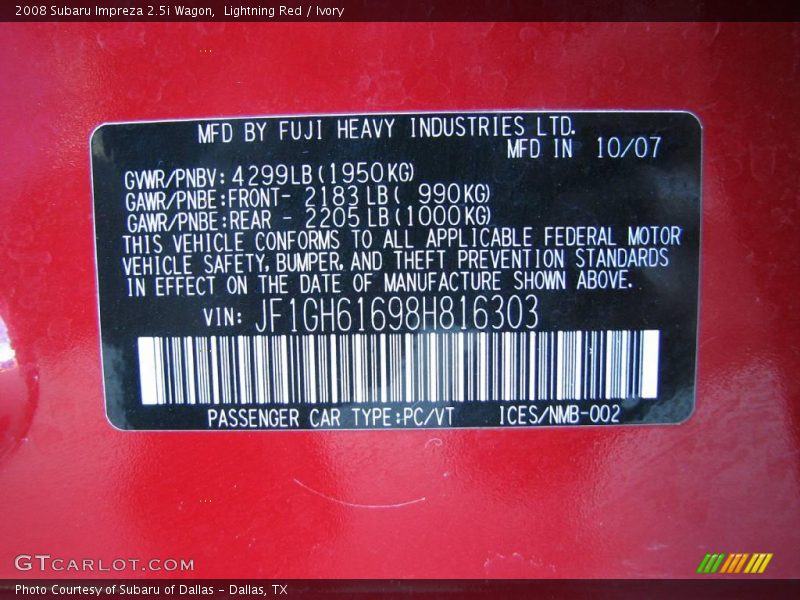 2008 Subaru Impreza 2.5i Wagon,  Lightning Red / Ivory
MFD BY FUJI HEAVY INDUSTRIES LTD.
MFD IN  10/07
GVWR/PNBV: 4299LB(1950KG)
GAWR/PNBE:FRONT- 2183 LB( 990KG)
GAWR/PNBE:REAR - 2205 LB(1000KG)
THIS VEHICLE CONFORMS TO ALL APPLICABLE FEDERAL MOTOR
VEHICLE SAFETY, BUMPER, AND THEFT PREVENTION STANDARDS
IN EFFECT ON THE DATE OF MANUFACTURE SHOWN ABOVE.
VIN: JF1GH61698H816303
PASSENGER CAR TYPE:PC/VT  ICES/NMB-002
GTCARLOT.COM
Photo Courtesy of Subaru of Dallas - Dallas, TX